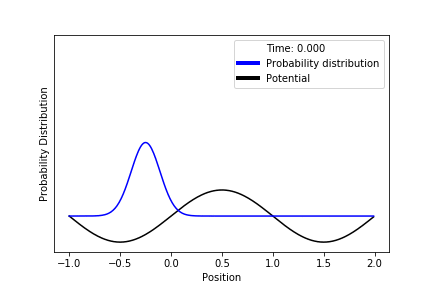 Time: 0.000
Probability distribution
Potential
Probability Distribution
−1.0 −0.5 0.0 0.5 1.0 1.5 2.0
Position